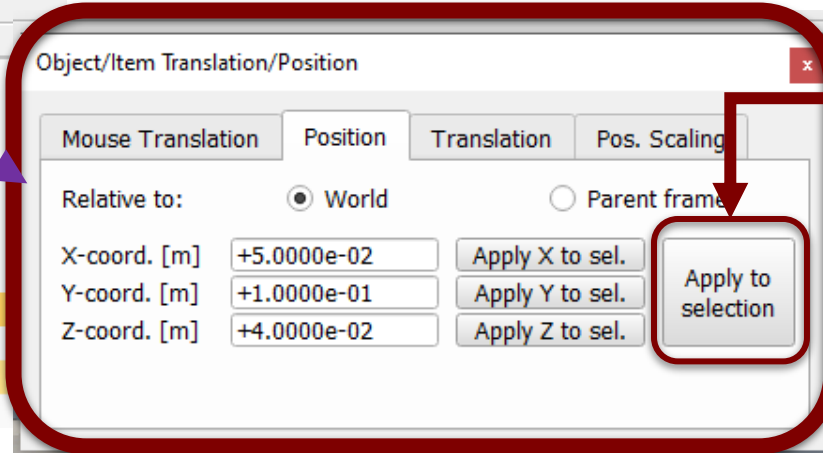 Object/Item Translation/Position
x
Mouse Translation Position Translation Pos. Scaling
Relative to: World Parent frame
X-coord. [m] +5.0000e-02 Apply X to sel.
Y-coord. [m] +1.0000e-01 Apply Y to sel.
Z-coord. [m] +4.0000e-02 Apply Z to sel.
Apply to
selection